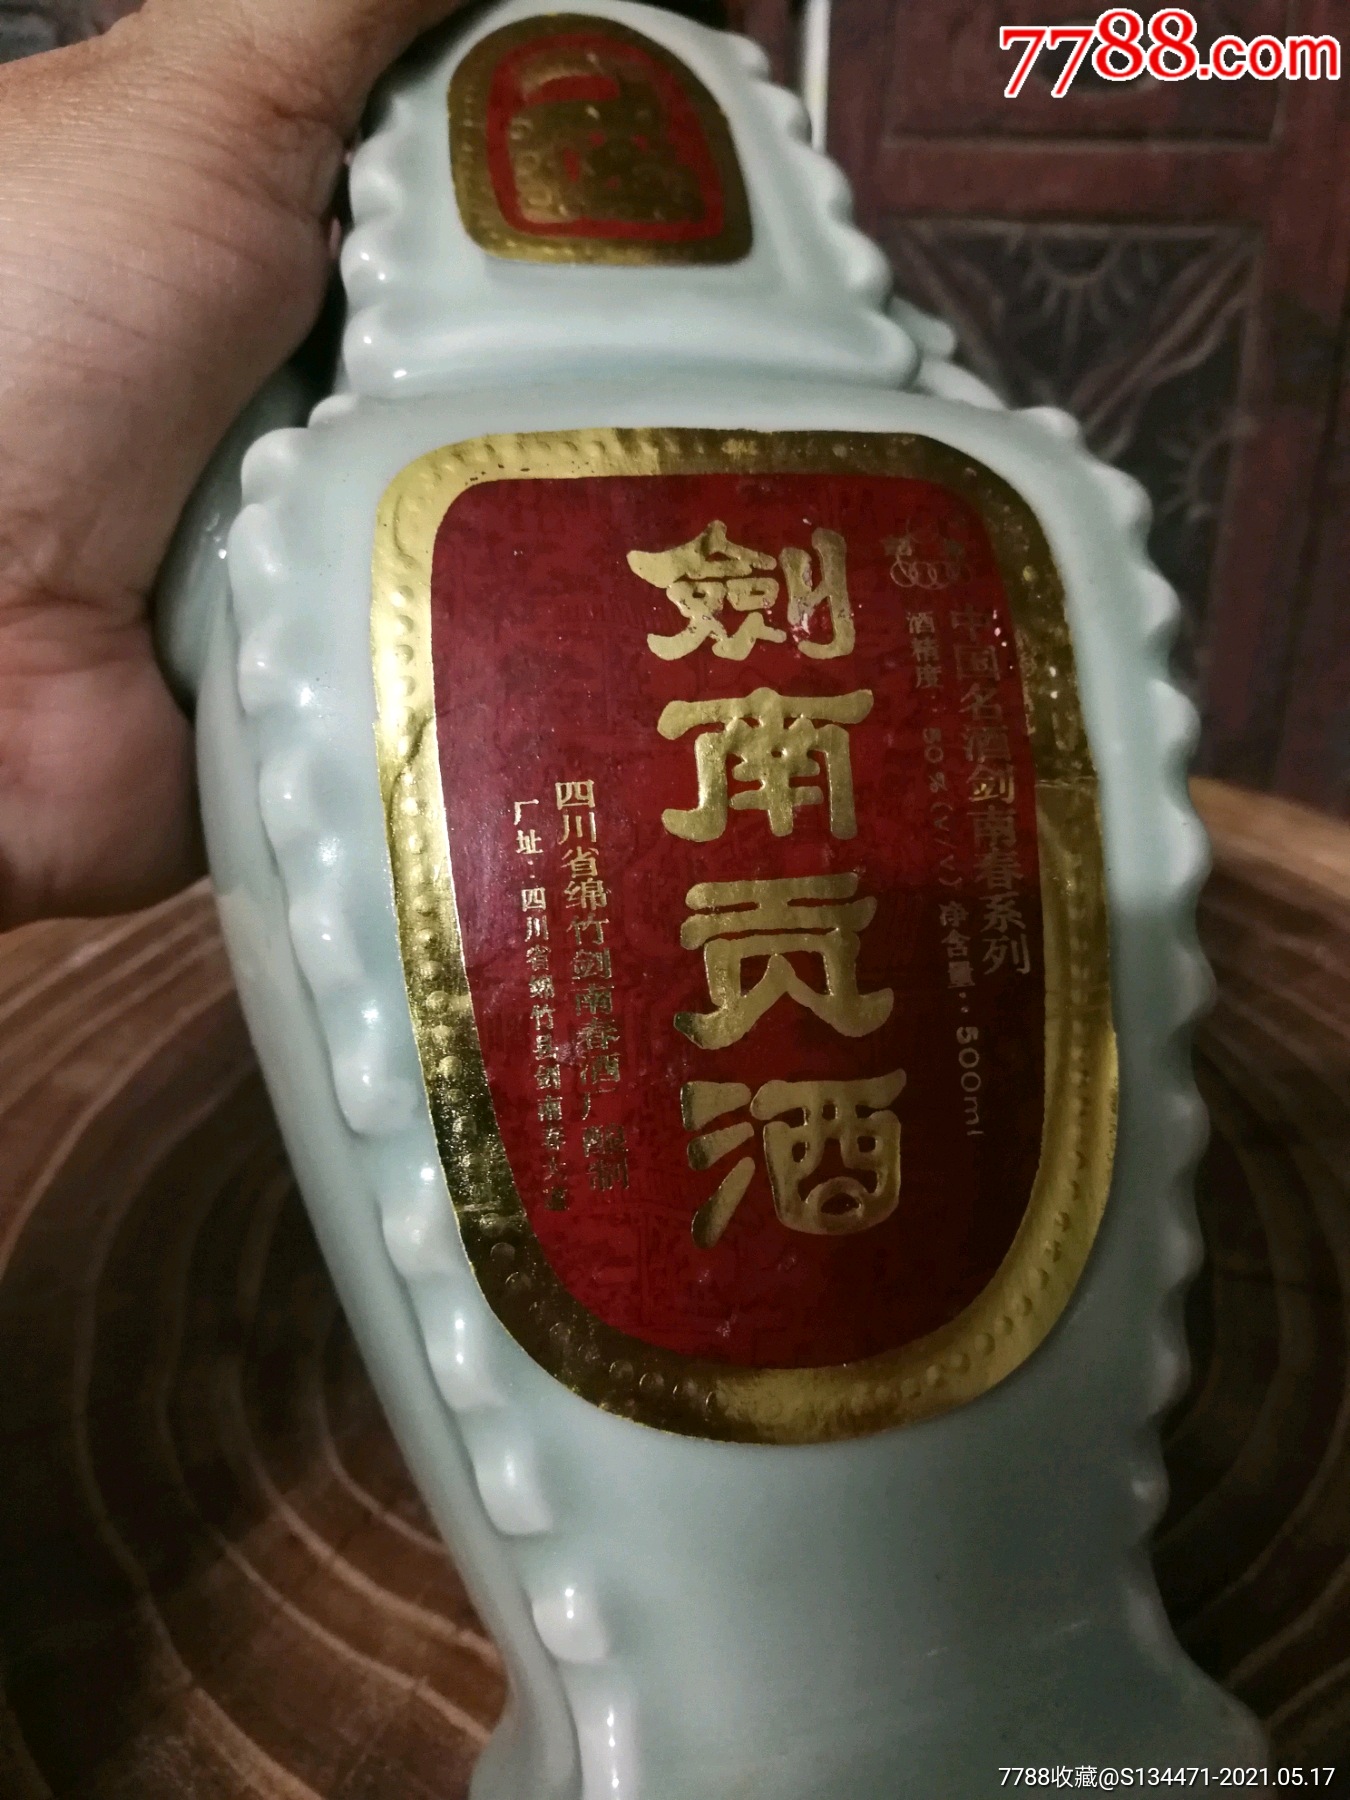 7788.com
中国名酒剑南春系列
酒精度:50%(V/V) 净含量:500ml
劍南贡酒
四川省绵竹剑南春酒厂酿制
厂址:四川省绵竹县剑南春大
7788收藏@S134471-2021.05.17